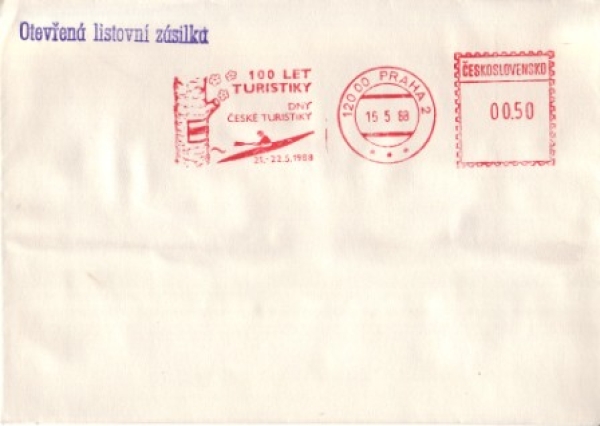 Otevřená listovní zásilka
100 LET
TURISTIKY
DNY
ČESKÉ TURISTIKY
21.-22.5.1988
120 00 PRAHA 2
16 5 88
ČESKOSLOVENSKO
00.50